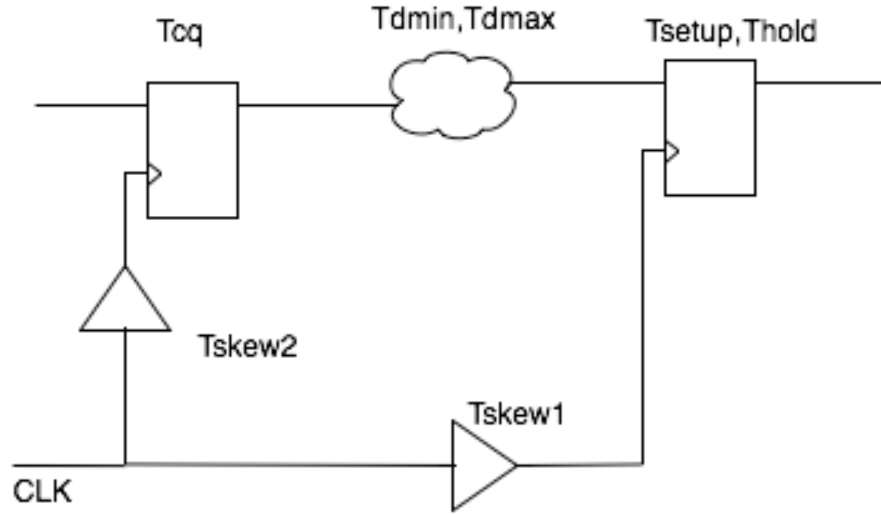 Tcq
Tdmin,Tdmax
Tsetup,Thold
Tskew2
Tskew1
CLK